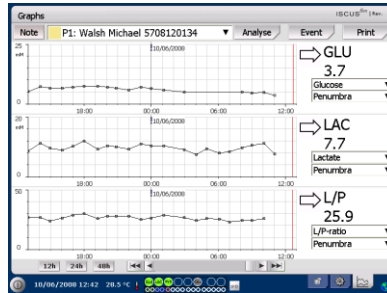 Graphs
ISCUS
Note P1: Walsh Michael 5708120134 Analyse Event Print
25
mM
10/06/2008
0
18:00 00:00 06:00 12:00
GLU
3.7
Glucose
Penumbra
20
10/06/2008
0
18:00 00:00 06:00 12:00
LAC
7.7
Lactate
Penumbra
50
10/06/2008
0
18:00 00:00 06:00 12:00
L/P
25.9
L/P-ratio
Penumbra
12h 24h 48h
10/06/2008 12:42 28.5°C